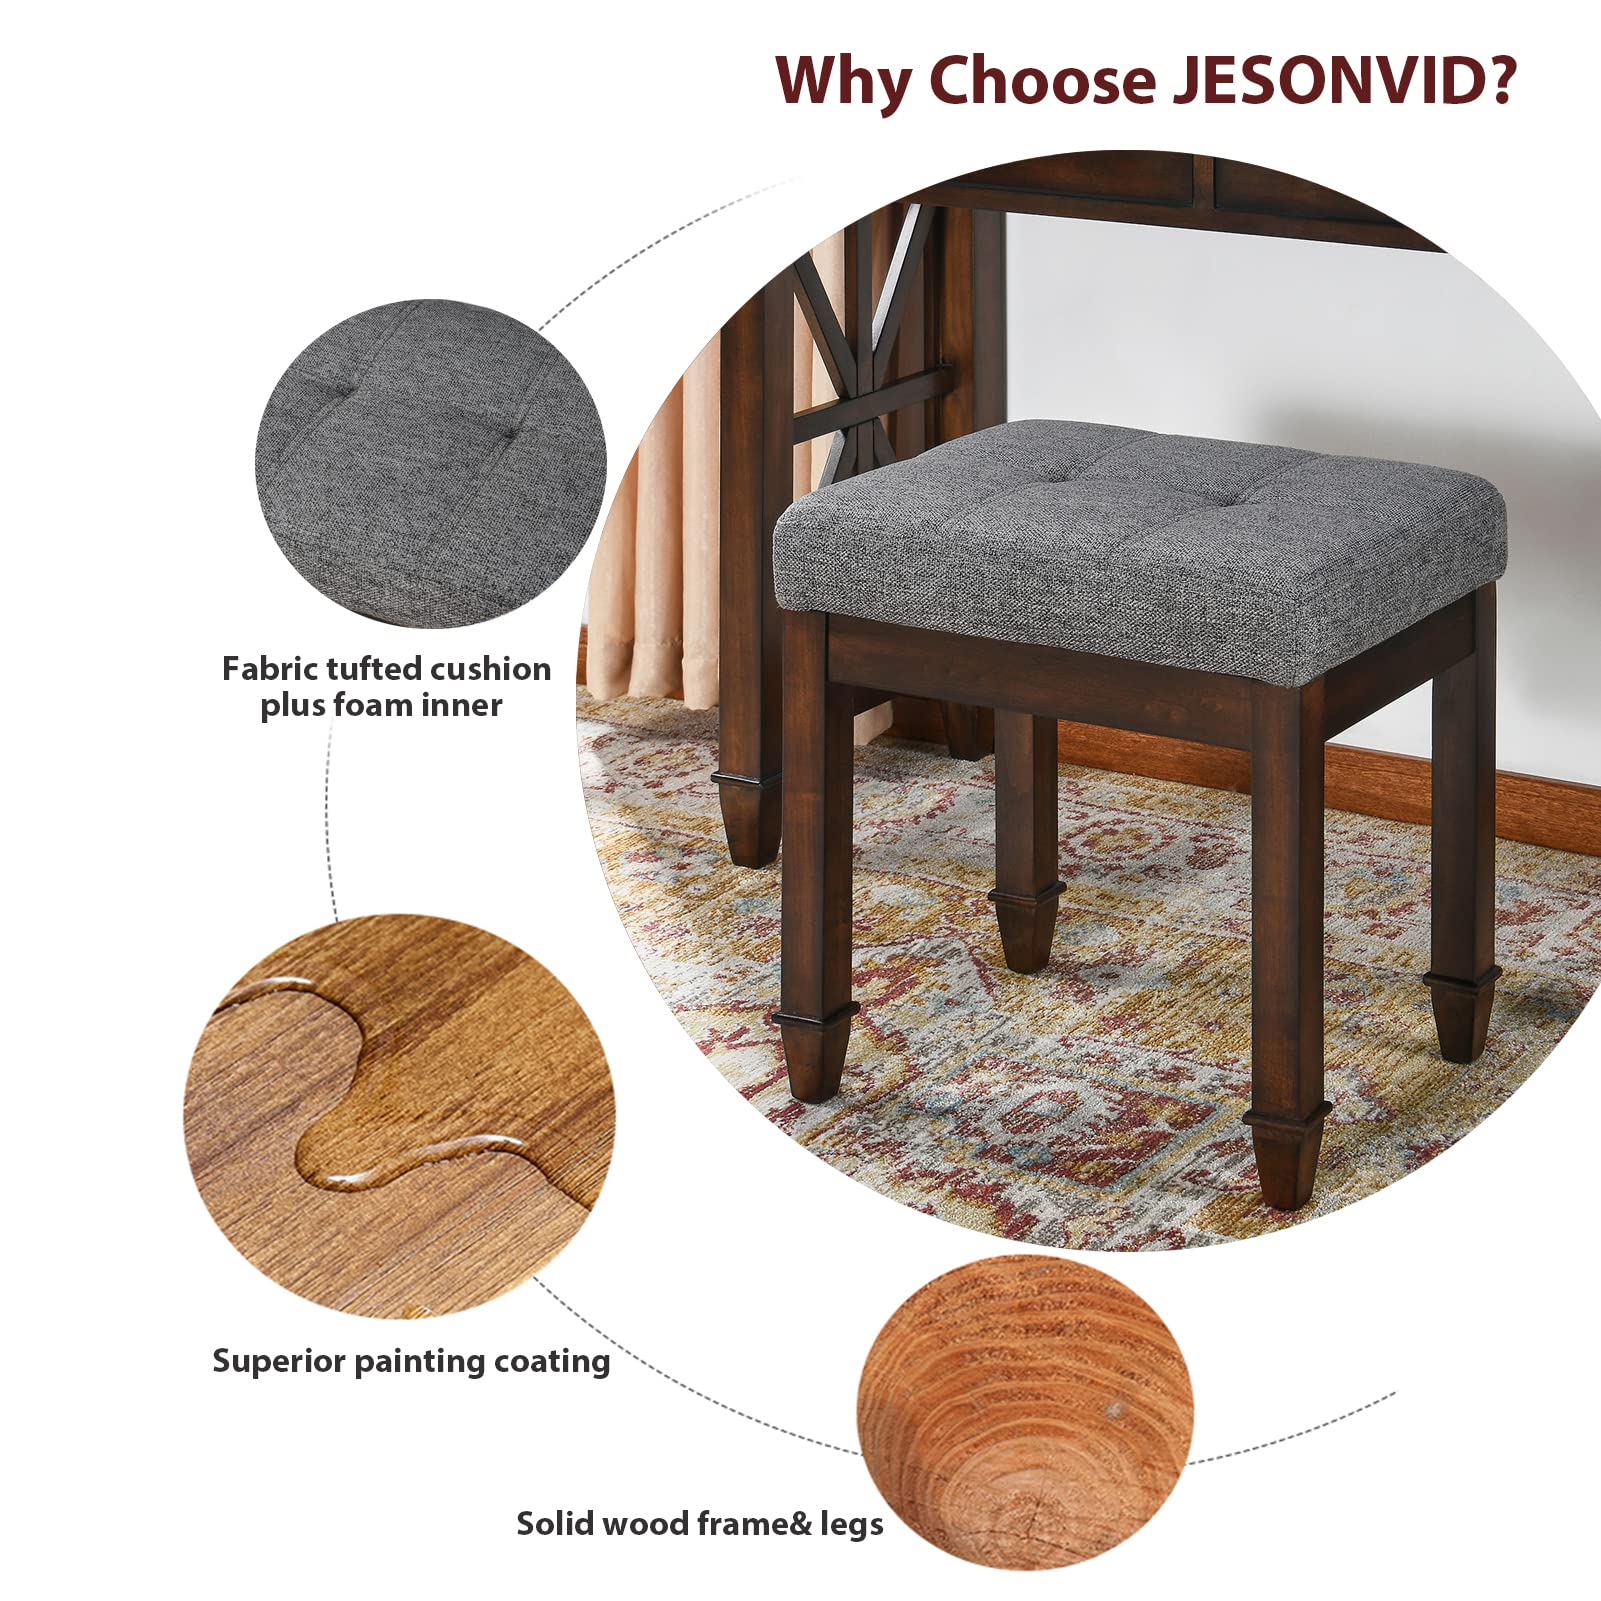 Why Choose JESONVID?
Fabric tufted cushion
plus foam inner
Superior painting coating
Solid wood frame& legs